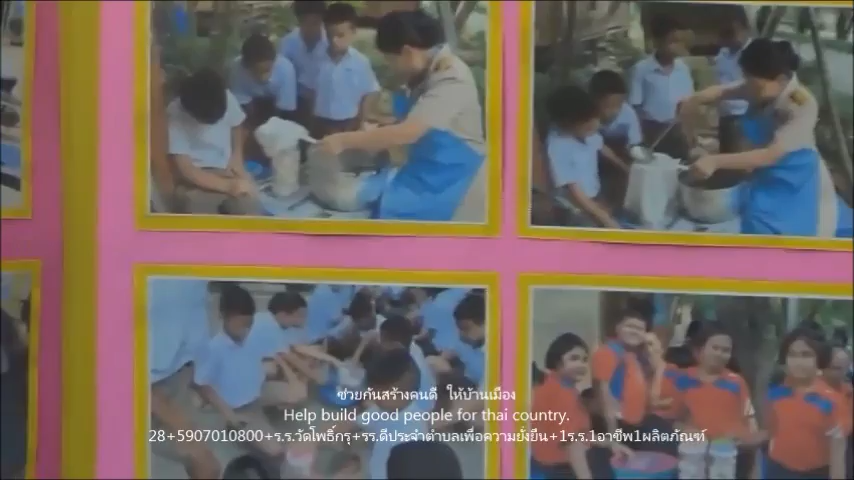 ช่วยกันสร้างคนดี ให้บ้านเมือง
Help build good people for thai country.
28+5907010800+ร.ร.วัดโพธิ์กรุ+รร.ดีประจำตำบลเพื่อความยั่งยืน+1ร.ร.1อาชีพ1ผลิตภัณฑ์